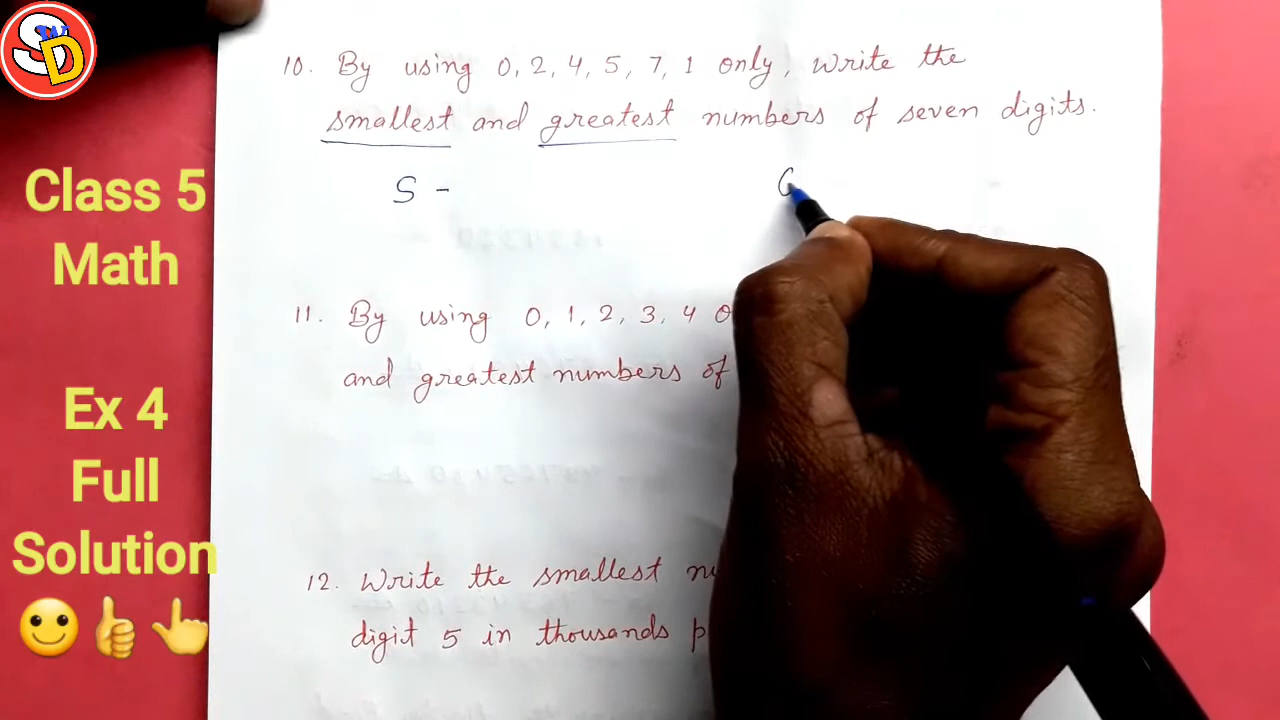 SWD
Class 5
Math
Ex 4
Full
Solution
10. By using 0, 2, 4, 5, 7, 1 only, write the
smallest and greatest numbers of seven digits.
S -
11. By using 0, 1, 2, 3, 4
and greatest numbers of
12. Write the smallest
digit 5 in thousands